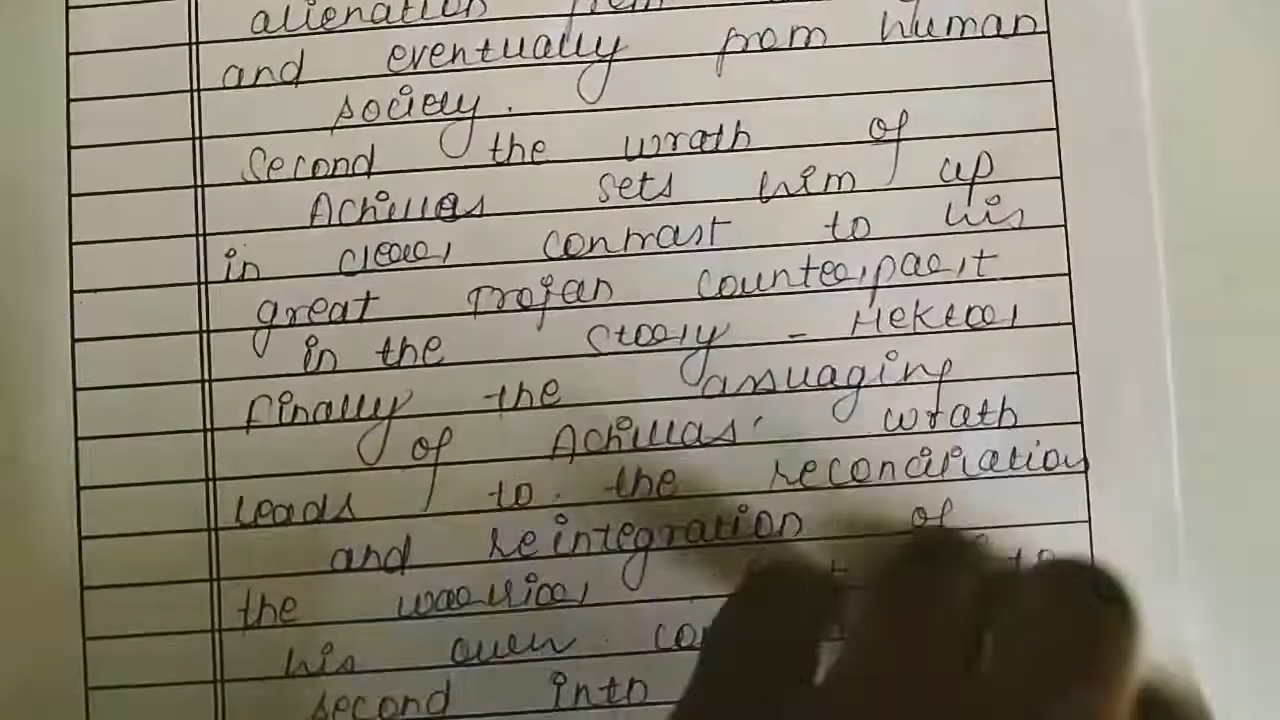 alienation from
and eventually from human
society.
Second the wrath of
Achilles sets him up
in clear contrast to his
great Trojan counterpart
in the story - Hektor
Finally the assuaging
of Achillas' wrath
leads to the reconciliation
and reintegration of
the warrior
his own
second into